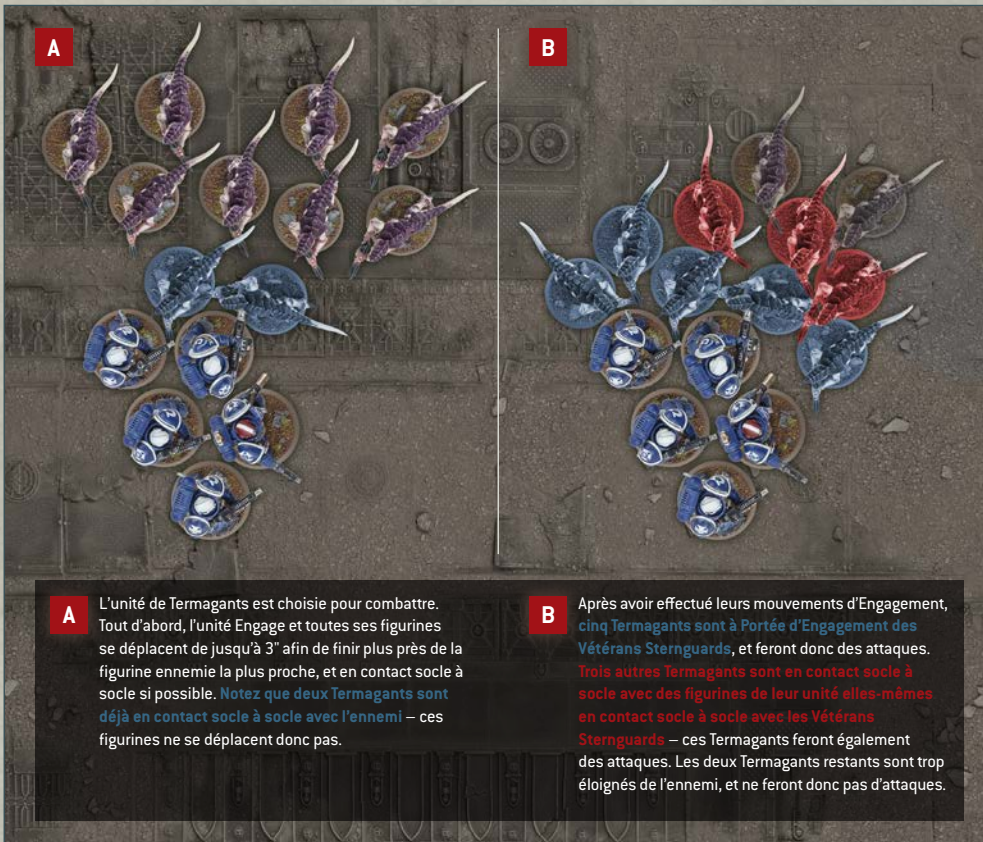 A
B
A
L'unité de Termagants est choisie pour combattre.
Tout d'abord, l'unité Engage et toutes ses figurines
se déplacent de jusqu'à 3" afin de finir plus près de la
figurine ennemie la plus proche, et en contact socle à
socle si possible. Notez que deux Termagants sont
déjà en contact socle à socle avec l'ennemi – ces
figurines ne se déplacent donc pas.
B
Après avoir effectué leurs mouvements d'Engagement,
cinq Termagants sont à Portée d'Engagement des
Vétérans Sternguards, et feront donc des attaques.
Trois autres Termagants sont en contact socle à
socle avec des figurines de leur unité elles-mêmes
en contact socle à socle avec les Vétérans
Sternguards – ces Termagants feront également
des attaques. Les deux Termagants restants sont trop
éloignés de l'ennemi, et ne feront donc pas d'attaques.